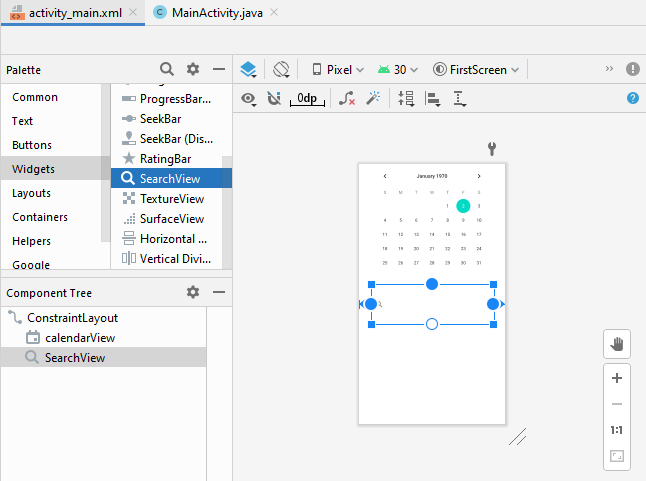 activity_main.xml MainActivity.java
Palette
Pixel 30 FirstScreen
0dp
Common
Text
Buttons
Widgets
Layouts
Containers
Helpers
Google
ProgressBar...
SeekBar
SeekBar (Dis...
RatingBar
SearchView
TextureView
SurfaceView
Horizontal ...
Vertical Divi...
Component Tree
ConstraintLayout
calendarView
SearchView
January 1970
S M T W T F S
1 2 3
4 5 6 7 8 9 10
11 12 13 14 15 16 17
18 19 20 21 22 23 24
25 26 27 28 29 30 31
1:1